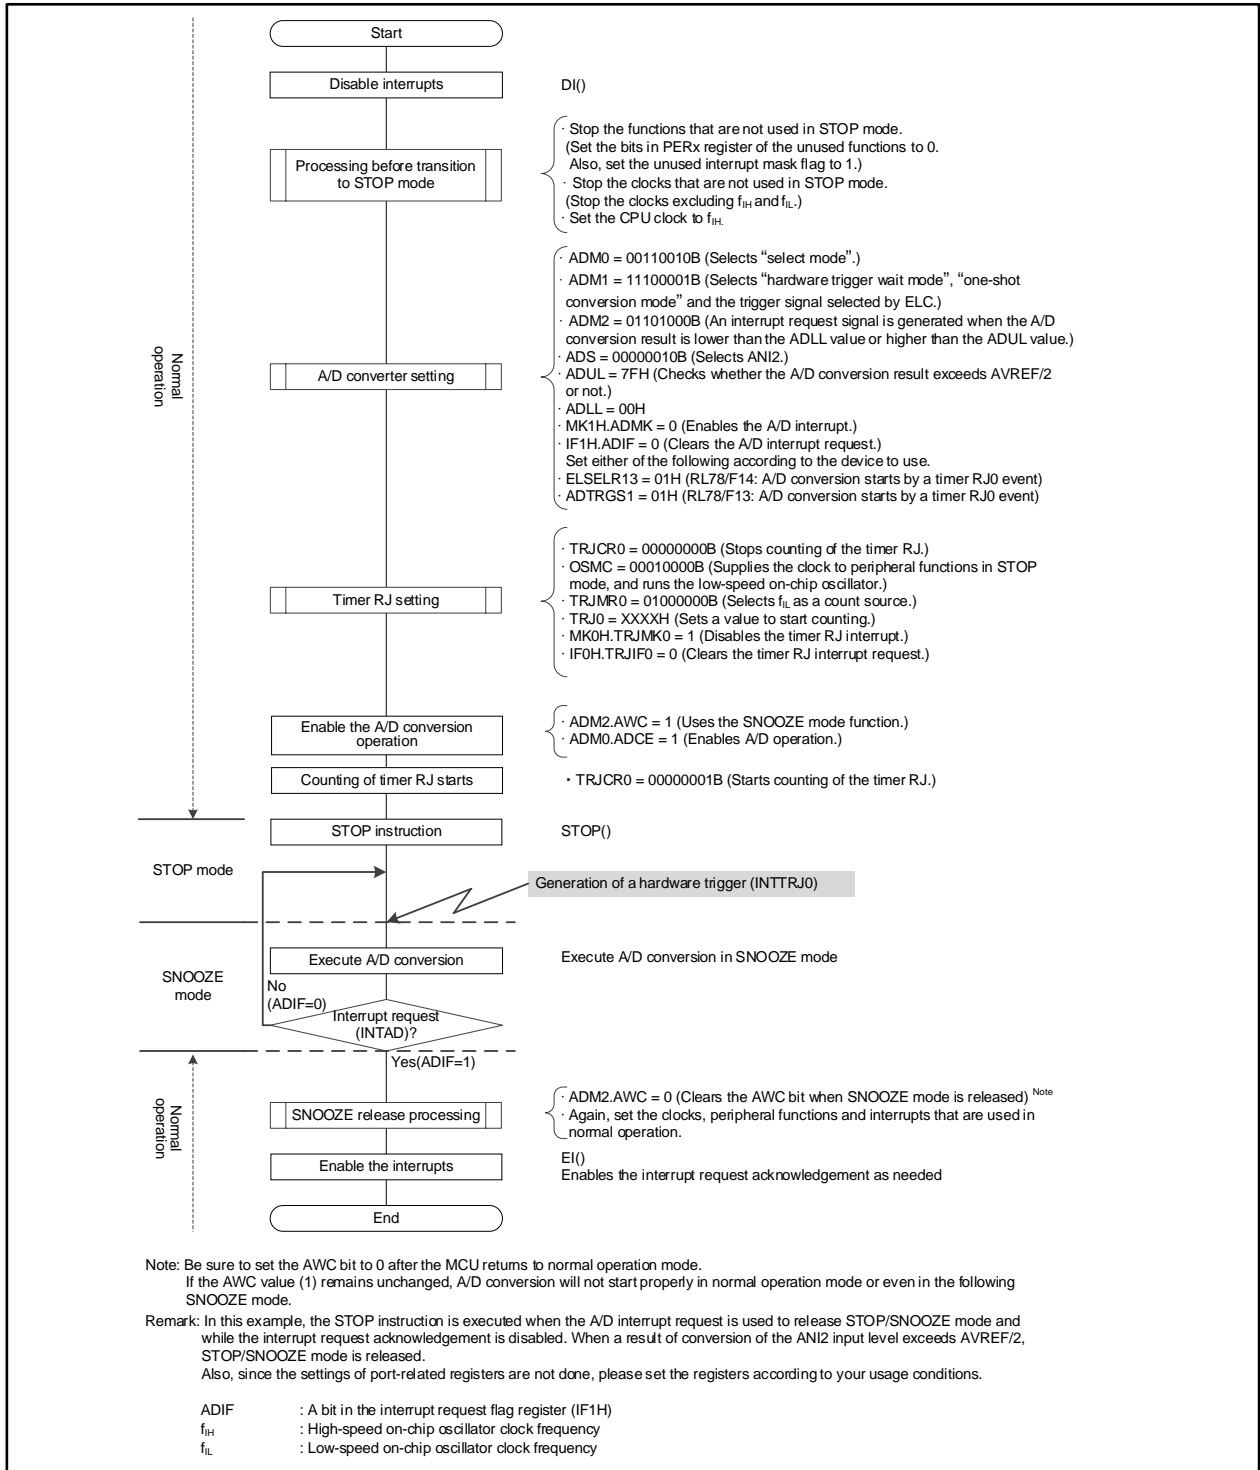 Start
Disable interrupts
DI()
Processing before transition
to STOP mode
· Stop the functions that are not used in STOP mode.
(Set the bits in PERx register of the unused functions to 0.
Also, set the unused interrupt mask flag to 1.)
· Stop the clocks that are not used in STOP mode.
(Stop the clocks excluding fIH and fIL.)
· Set the CPU clock to fIH.
Normal
operation
A/D converter setting
· ADM0 = 00110010B (Selects “select mode”.)
· ADM1 = 11100001B (Selects “hardware trigger wait mode”, “one-shot
conversion mode” and the trigger signal selected by ELC.)
· ADM2 = 01101000B (An interrupt request signal is generated when the A/D
conversion result is lower than the ADLL value or higher than the ADUL value.)
· ADS = 00000010B (Selects ANI2.)
· ADUL = 7FH (Checks whether the A/D conversion result exceeds AVREF/2
or not.)
· ADLL = 00H
· MK1H.ADMK = 0 (Enables the A/D interrupt.)
· IF1H.ADIF = 0 (Clears the A/D interrupt request.)
Set either of the following according to the device to use.
· ELSELR13 = 01H (RL78/F14: A/D conversion starts by a timer RJ0 event)
· ADTRGS1 = 01H (RL78/F13: A/D conversion starts by a timer RJ0 event)
Timer RJ setting
· TRJCR0 = 00000000B (Stops counting of the timer RJ.)
· OSMC = 00010000B (Supplies the clock to peripheral functions in STOP
mode, and runs the low-speed on-chip oscillator.)
· TRJMR0 = 01000000B (Selects fIL as a count source.)
· TRJ0 = XXXXH (Sets a value to start counting.)
· MK0H.TRJMK0 = 1 (Disables the timer RJ interrupt.)
· IF0H.TRJIF0 = 0 (Clears the timer RJ interrupt request.)
Enable the A/D conversion
operation
· ADM2.AWC = 1 (Uses the SNOOZE mode function.)
· ADM0.ADCE = 1 (Enables A/D operation.)
Counting of timer RJ starts
・ TRJCR0 = 00000001B (Starts counting of the timer RJ.)
STOP instruction
STOP()
STOP mode
Generation of a hardware trigger (INTTRJ0)
Execute A/D conversion
Execute A/D conversion in SNOOZE mode
SNOOZE
mode
No
(ADIF=0)
Interrupt request
(INTAD)?
Yes(ADIF=1)
Normal
operation
SNOOZE release processing
· ADM2.AWC = 0 (Clears the AWC bit when SNOOZE mode is released) Note
· Again, set the clocks, peripheral functions and interrupts that are used in
normal operation.
Enable the interrupts
EI()
Enables the interrupt request acknowledgement as needed
End
Note: Be sure to set the AWC bit to 0 after the MCU returns to normal operation mode.
If the AWC value (1) remains unchanged, A/D conversion will not start properly in normal operation mode or even in the following
SNOOZE mode.
Remark: In this example, the STOP instruction is executed when the A/D interrupt request is used to release STOP/SNOOZE mode and
while the interrupt request acknowledgement is disabled. When a result of conversion of the ANI2 input level exceeds AVREF/2,
STOP/SNOOZE mode is released.
Also, since the settings of port-related registers are not done, please set the registers according to your usage conditions.
ADIF : A bit in the interrupt request flag register (IF1H)
fIH : High-speed on-chip oscillator clock frequency
fIL : Low-speed on-chip oscillator clock frequency